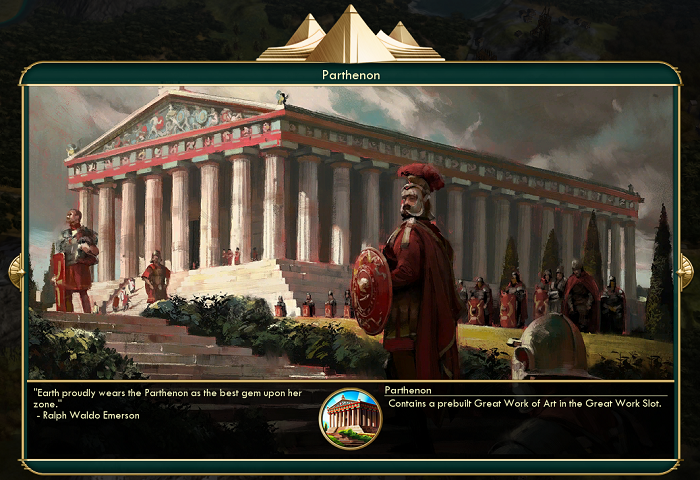 Parthenon
"Earth proudly wears the Parthenon as the best gem upon her
zone."
- Ralph Waldo Emerson
Parthenon
Contains a prebuilt Great Work of Art in the Great Work Slot.